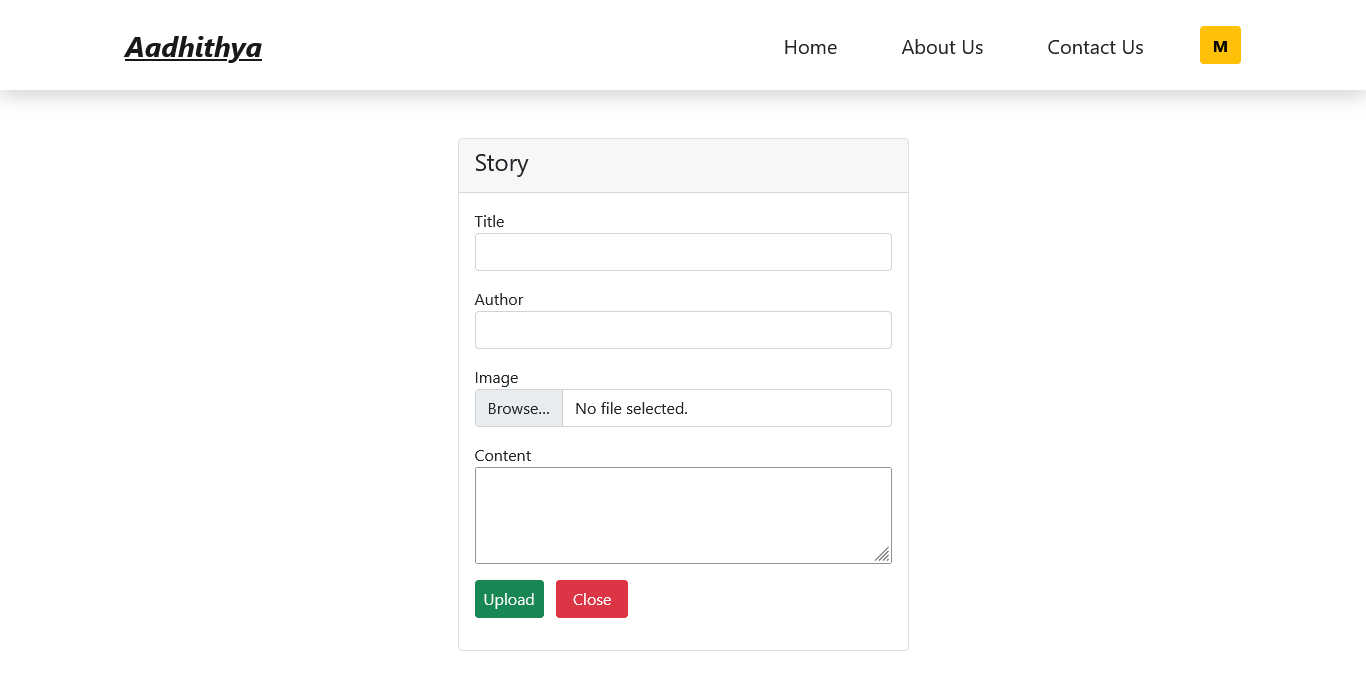 Aadhithya Home About Us Contact Us M
Story
Title
Author
Image
Browse... No file selected.
Content
Upload Close